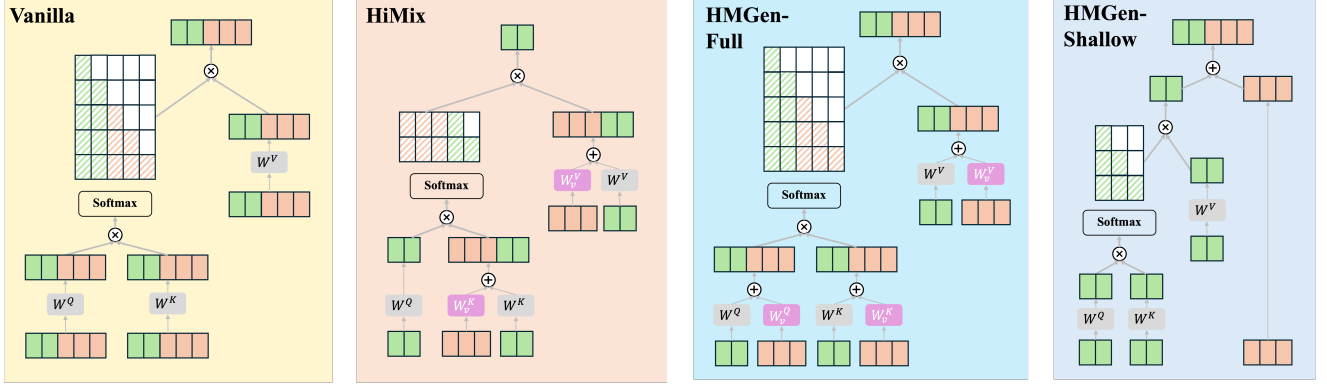 Vanilla
W^V
Softmax
W^Q
W^K
HiMix
W_v^V
W^V
Softmax
W^Q
W_v^K
W^K
HMGen-
Full
W^V
W_v^V
Softmax
W^Q
W_v^Q
W^K
W_v^K
HMGen-
Shallow
W^V
Softmax
W^Q
W^K